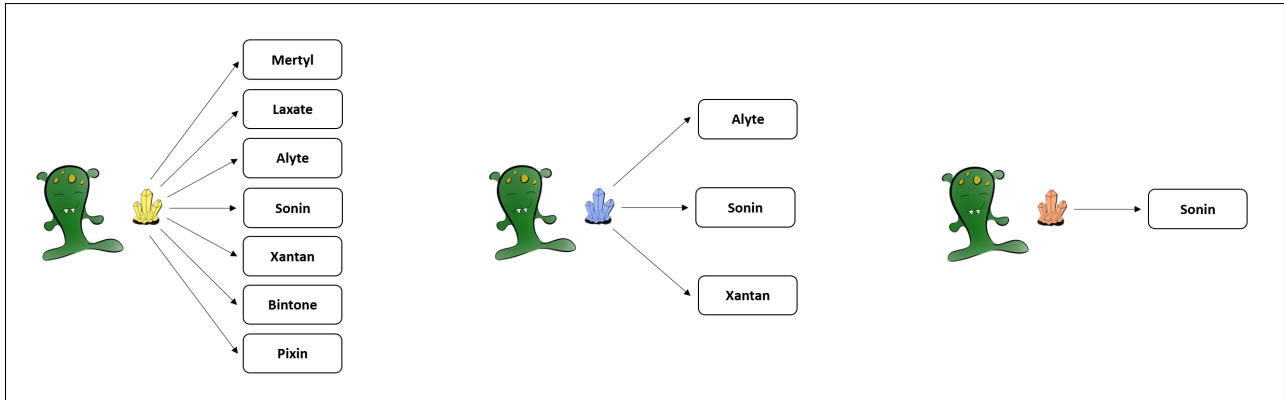 Mertyl
Laxate
Alyte
Sonin
Xantan
Bintone
Pixin
Alyte
Sonin
Xantan
Sonin